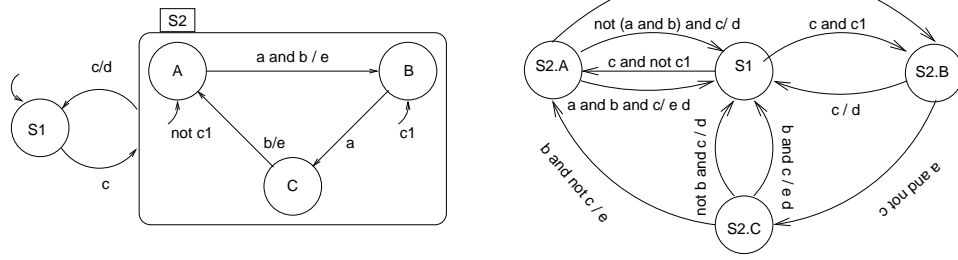 S2
c/d
S1
c
A
a and b / e
B
not c1
b/e
a
c1
C
not (a and b) and c/ d
c and c1
S2.A
c and not c1
S1
S2.B
a and b and c/ e d
c / d
b and not c / e
not b and c / d
b and c / e d
a and not c
S2.C